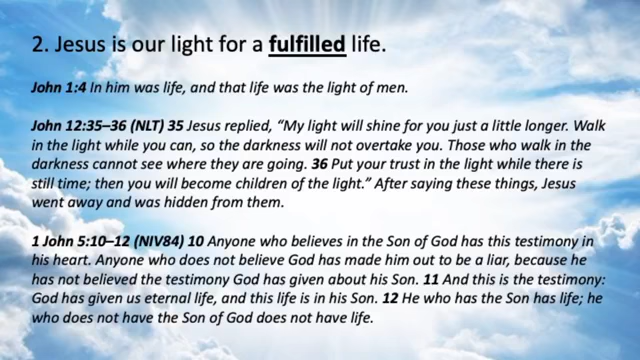 2. Jesus is our light for a fulfilled life.
John 1:4 In him was life, and that life was the light of men.
John 12:35–36 (NLT) 35 Jesus replied, “My light will shine for you just a little longer. Walk
in the light while you can, so the darkness will not overtake you. Those who walk in the
darkness cannot see where they are going. 36 Put your trust in the light while there is
still time; then you will become children of the light.” After saying these things, Jesus
went away and was hidden from them.
1 John 5:10–12 (NIV84) 10 Anyone who believes in the Son of God has this testimony in
his heart. Anyone who does not believe God has made him out to be a liar, because he
has not believed the testimony God has given about his Son. 11 And this is the testimony:
God has given us eternal life, and this life is in his Son. 12 He who has the Son has life; he
who does not have the Son of God does not have life.